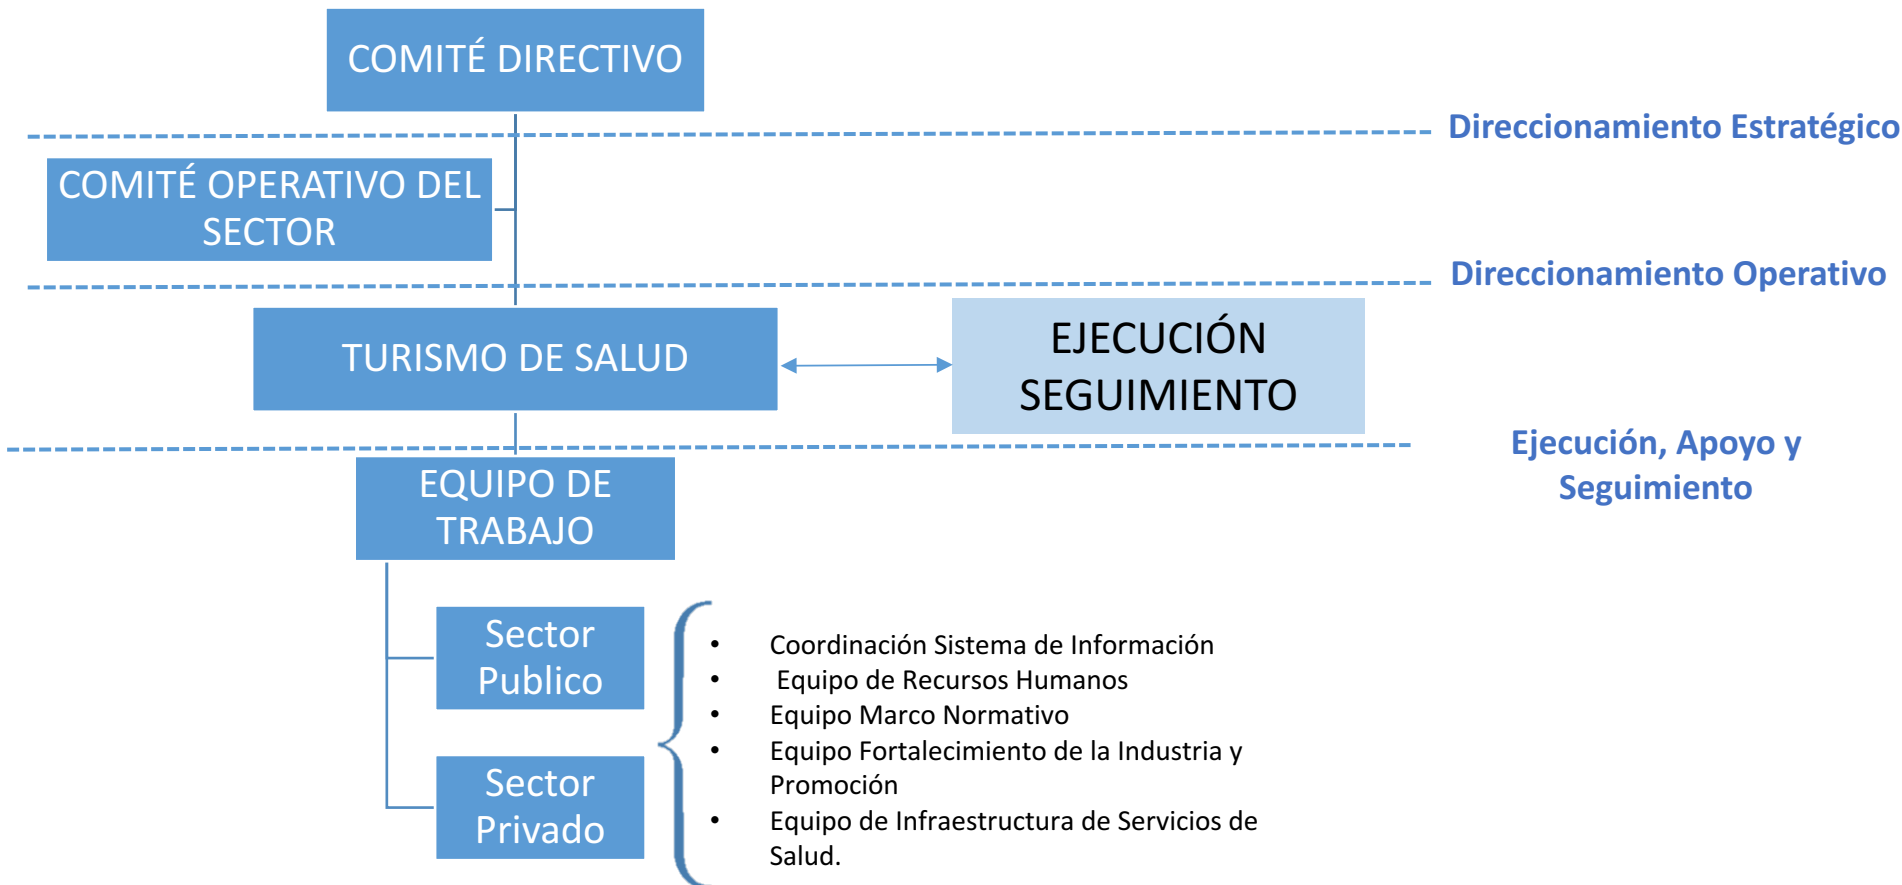 COMITÉ DIRECTIVO
Direccionamiento Estratégico
COMITÉ OPERATIVO DEL
SECTOR
Direccionamiento Operativo
TURISMO DE SALUD
EJECUCIÓN
SEGUIMIENTO
Ejecución, Apoyo y
Seguimiento
EQUIPO DE
TRABAJO
Sector
Publico
Sector
Privado
• Coordinación Sistema de Información
• Equipo de Recursos Humanos
• Equipo Marco Normativo
• Equipo Fortalecimiento de la Industria y
Promoción
• Equipo de Infraestructura de Servicios de
Salud.